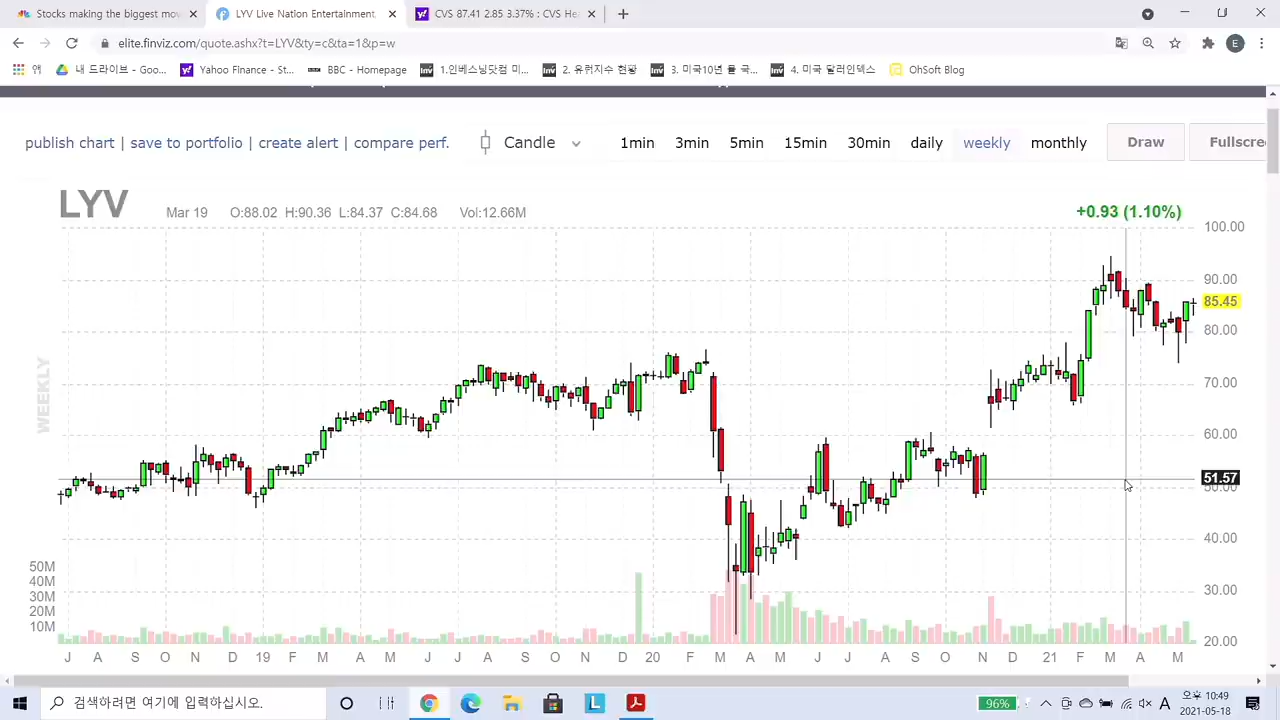 Stocks making the biggest mov
LYV Live Nation Entertainment
CVS 87.41 2.85 3.37% : CVS He
elite.finviz.com/quote.ashx?t=LYV&ty=c&ta=1&p=w
E
앱
내 드라이브 - Goo...
Yahoo Finance - St...
BBC - Homepage
1.인베스닝닷컴 미...
2. 유런지수 현황
3. 미국10년 물 국...
4. 미국 달러인덱스
OhSoft Blog
publish chart | save to portfolio | create alert | compare perf.
Candle
1min 3min 5min 15min 30min daily weekly monthly
Draw
Fullscre
LYV
Mar 19 O:88.02 H:90.36 L:84.37 C:84.68 Vol:12.66M
+0.93 (1.10%)
100.00
90.00
85.45
80.00
70.00
60.00
51.57
50.00
40.00
30.00
20.00
WEEKLY
50M
40M
30M
20M
10M
J A S O N D 19 F M A M J J A S O N D 20 F M A M J J A S O N D 21 F M A M
검색하려면 여기에 입력하십시오.
96%
A
오후 10:49
2021-05-18